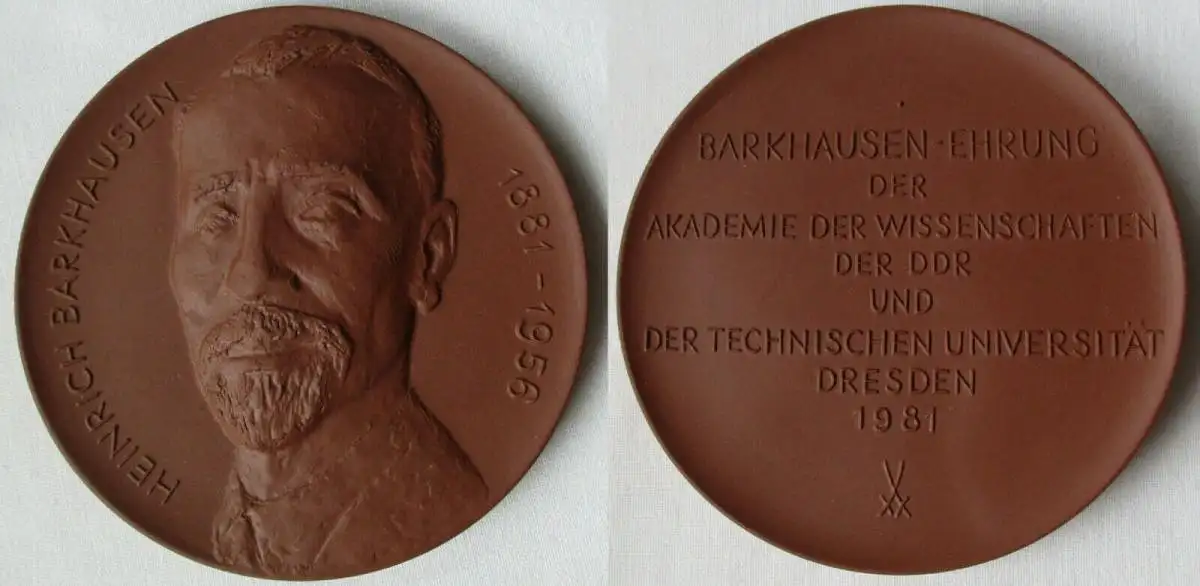 HEINRICH BARKHAUSEN
1881-1956
BARKHAUSEN-EHRUNG
DER
AKADEMIE DER WISSENSCHAFTEN
DER DDR
UND
DER TECHNISCHEN UNIVERSITÄT
DRESDEN
1981